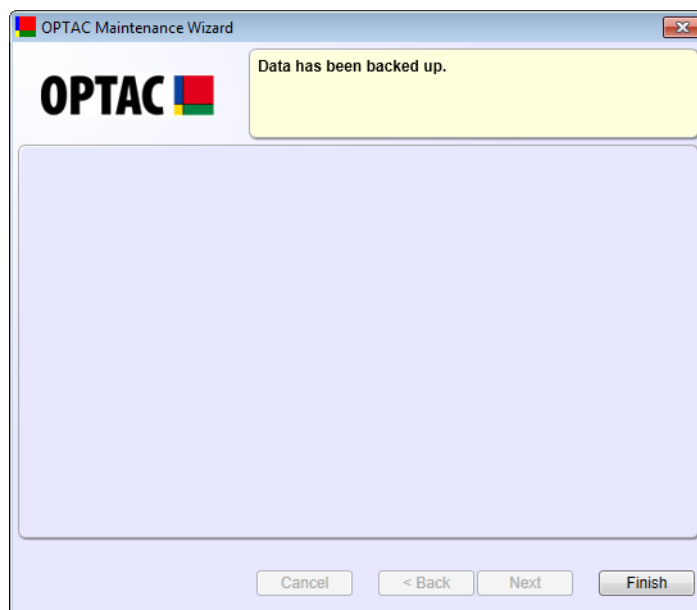 OPTAC Maintenance Wizard
OPTAC
Data has been backed up.
Cancel
< Back
Next
Finish